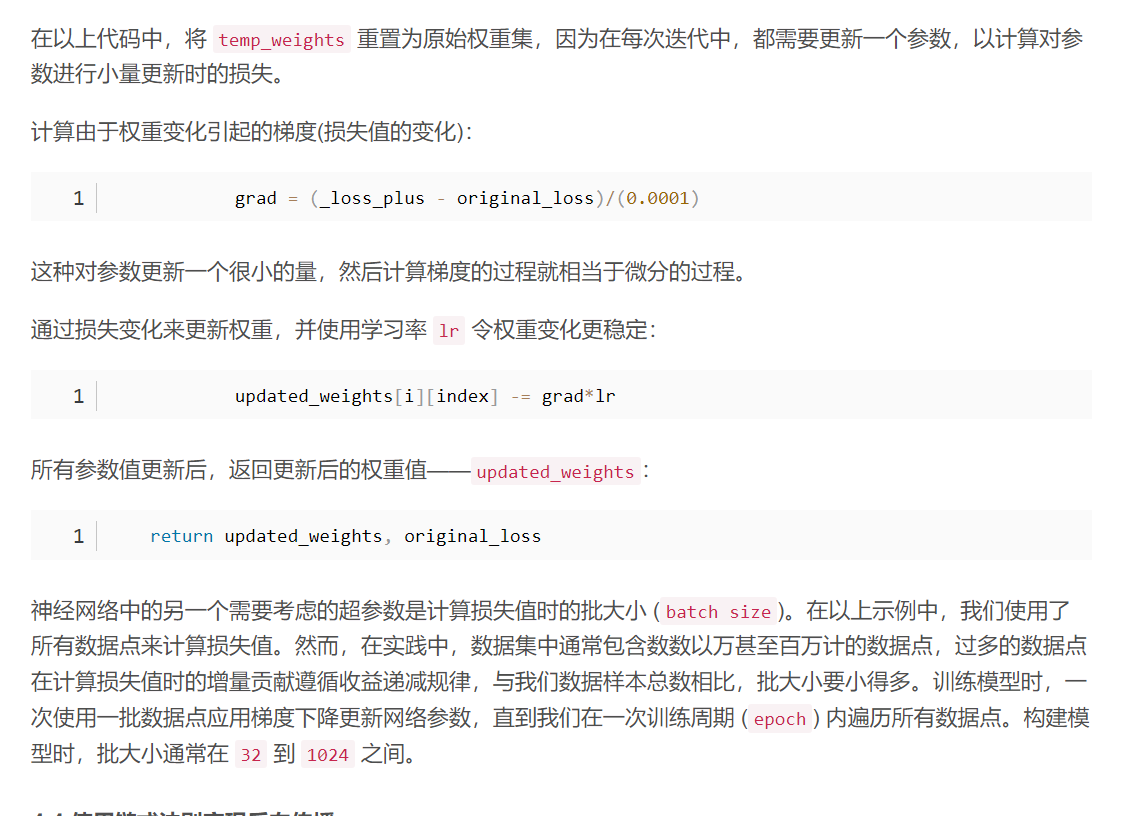 在以上代码中，将 temp_weights 重置为原始权重集，因为在每次迭代中，都需要更新一个参数，以计算对参
数进行小量更新时的损失。
计算由于权重变化引起的梯度(损失值的变化)：
1 grad = (_loss_plus - original_loss)/(0.0001)
这种对参数更新一个很小的量，然后计算梯度的过程就相当于微分的过程。
通过损失变化来更新权重，并使用学习率 lr 令权重变化更稳定：
1 updated_weights[i][index] -= grad*lr
所有参数值更新后，返回更新后的权重值——updated_weights：
1 return updated_weights, original_loss
神经网络中的另一个需要考虑的超参数是计算损失值时的批大小 (batch size)。在以上示例中，我们使用了
所有数据点来计算损失值。然而，在实践中，数据集中通常包含数数以万甚至百万计的数据点，过多的数据点
在计算损失值时的增量贡献遵循收益递减规律，与我们数据样本总数相比，批大小要小得多。训练模型时，一
次使用一批数据点应用梯度下降更新网络参数，直到我们在一次训练周期 (epoch) 内遍历所有数据点。构建模
型时，批大小通常在 32 到 1024 之间。